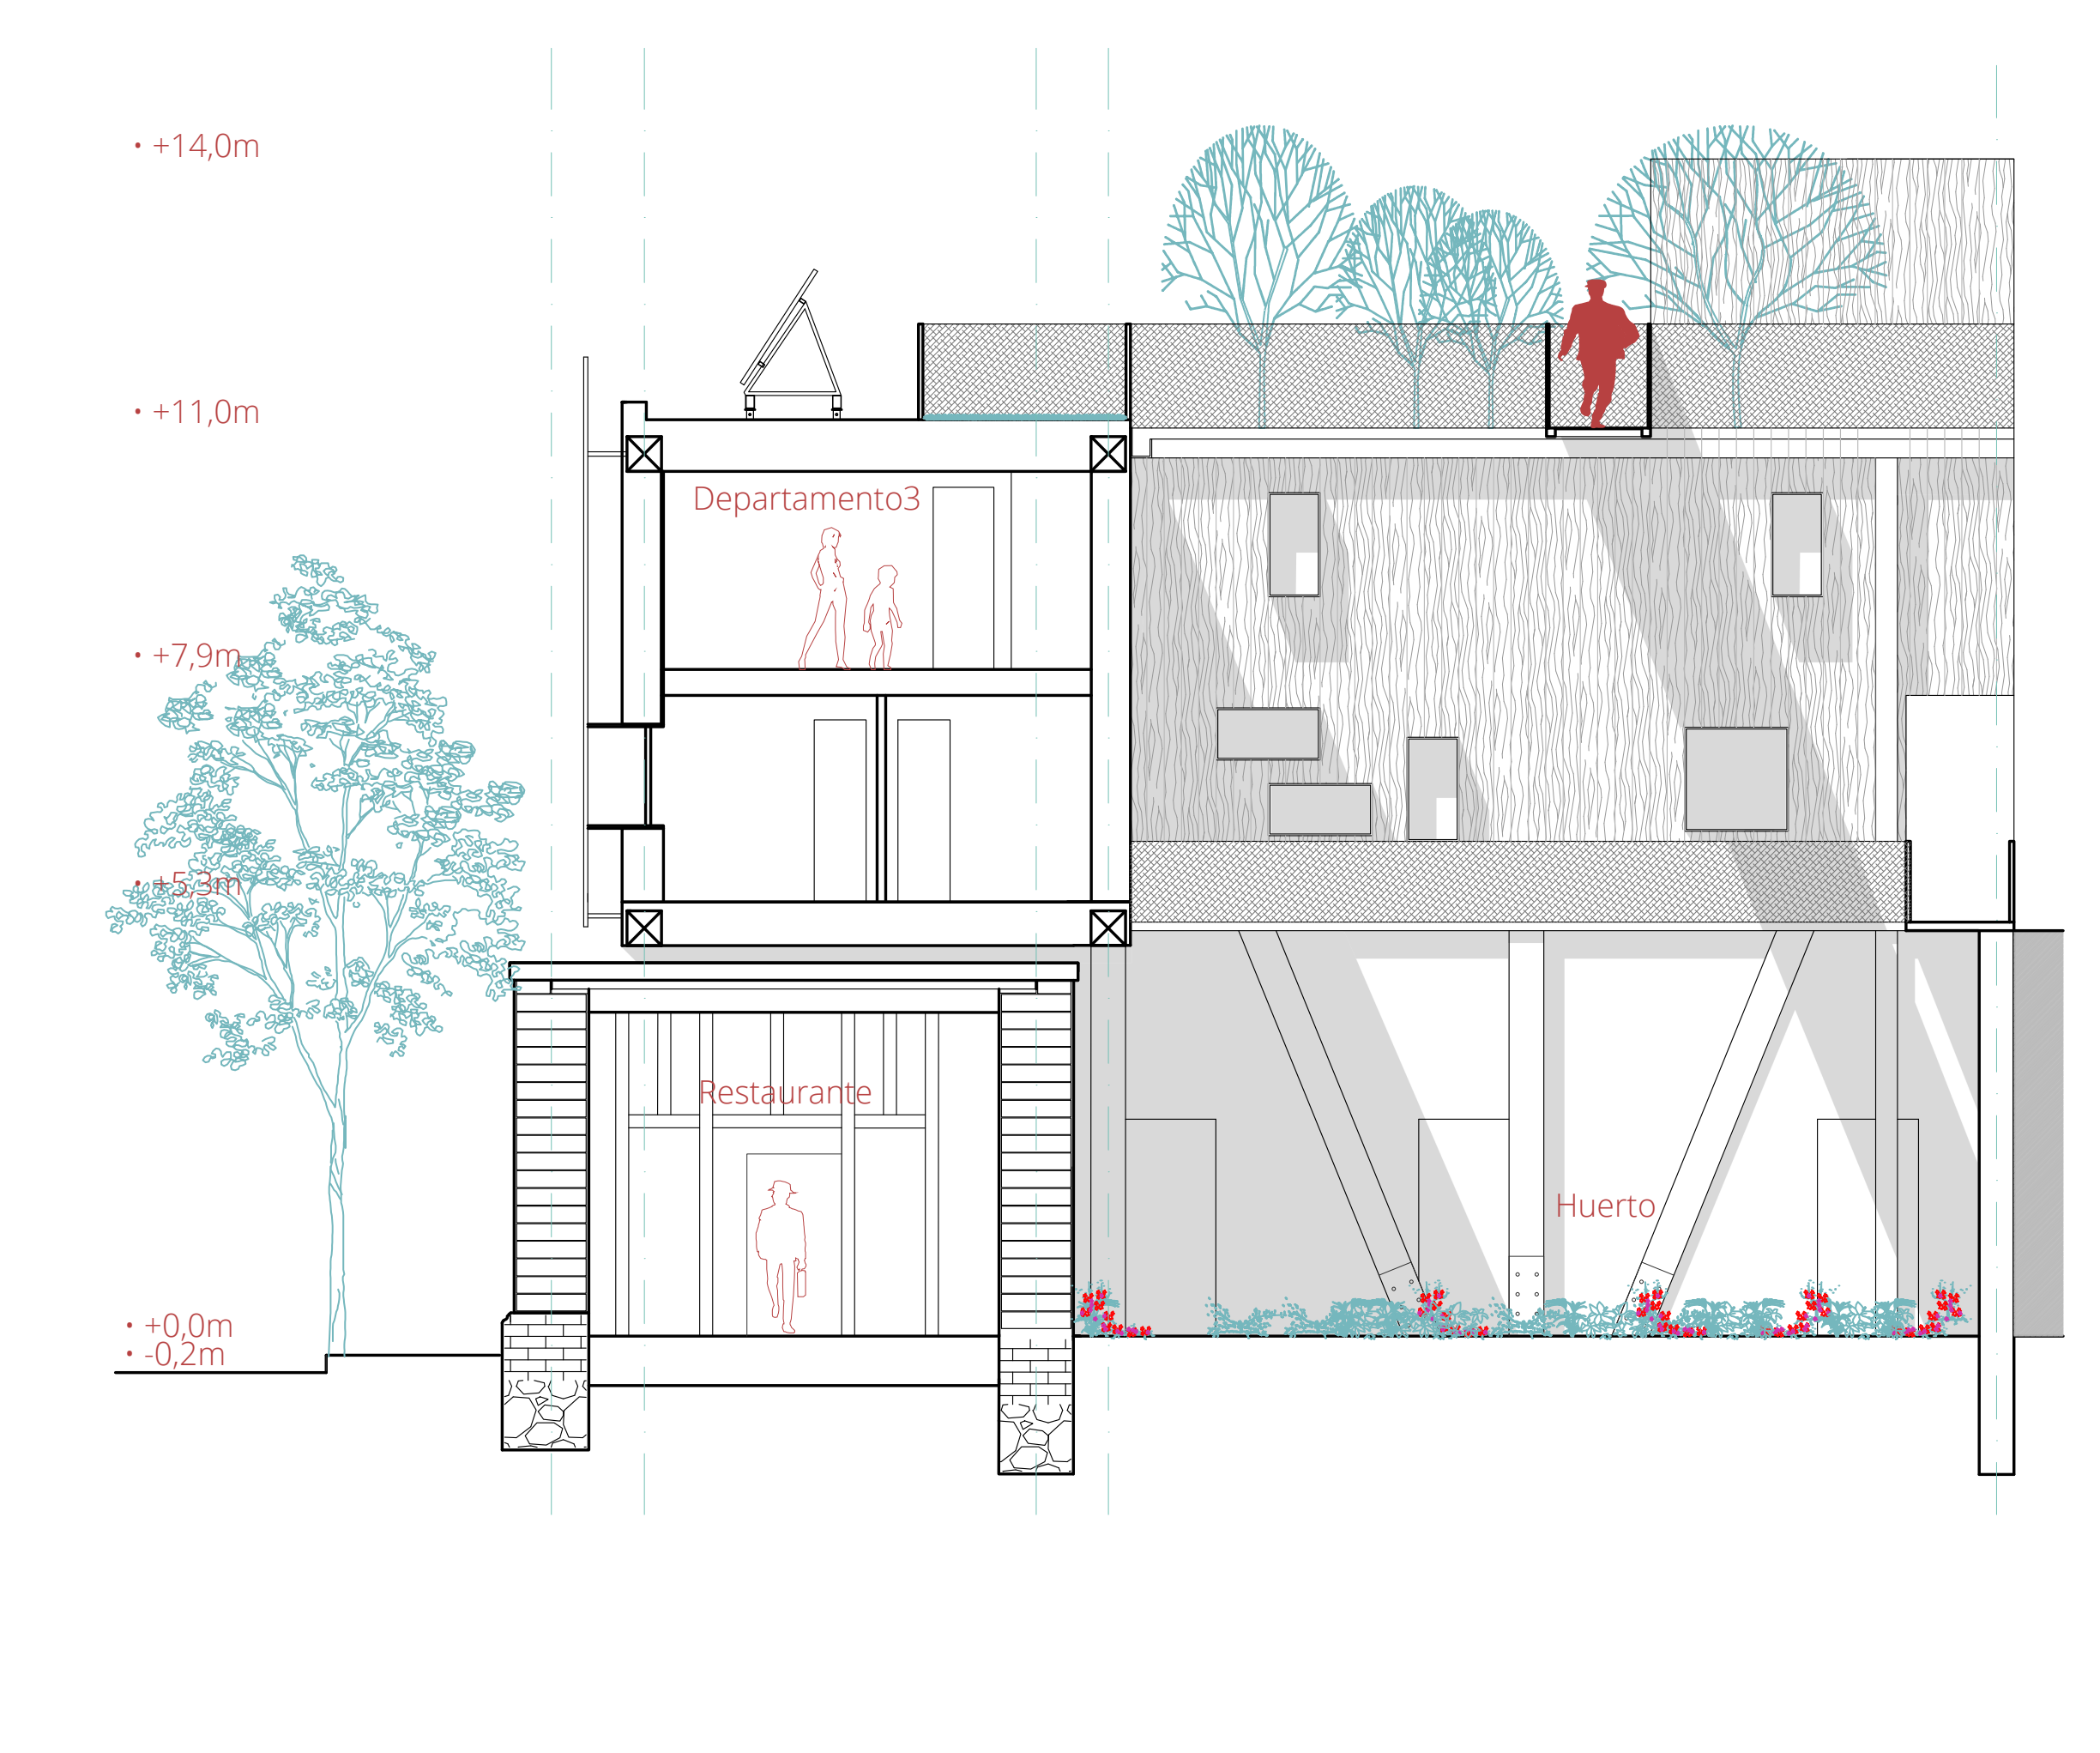 • +14,0m
• +11,0m
Departamento3
• +7,9m
• +5,3m
Restaurante
Huerto
• +0,0m
• -0,2m